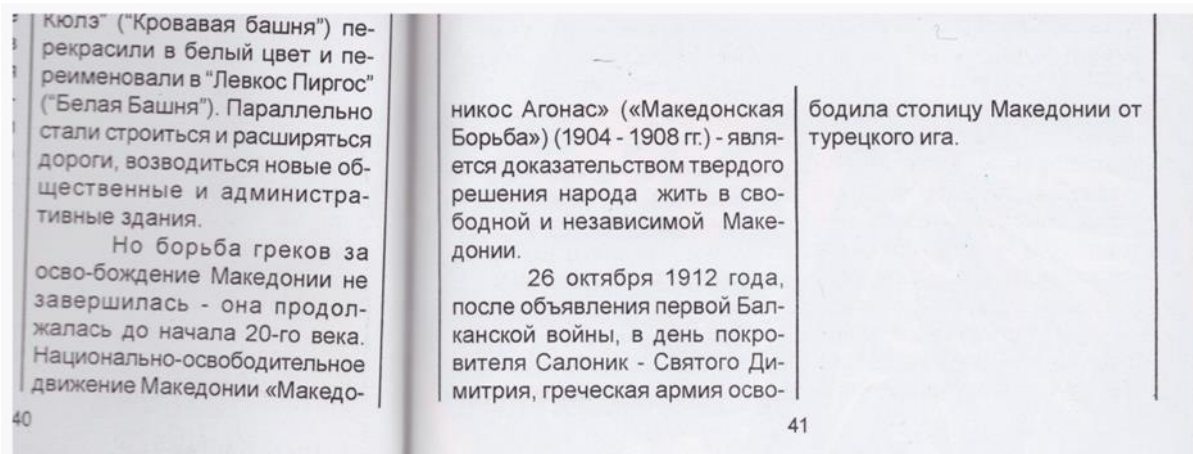 Кюлэ" ("Кровавая башня") пе-
рекрасили в белый цвет и пе-
реименовали в "Левкос Пиргос"
("Белая Башня"). Параллельно
стали строиться и расширяться
дороги, возводиться новые об-
щественные и администра-
тивные здания.
Но борьба греков за
осво-бождение Македонии не
завершилась - она продол-
жалась до начала 20-го века.
Национально-освободительное
движение Македонии «Македо-
40
никос Агонас» («Македонская
Борьба») (1904 - 1908 гг.) - явля-
ется доказательством твердого
решения народа жить в сво-
бодной и независимой Маке-
донии.
26 октября 1912 года,
после объявления первой Бал-
канской войны, в день покро-
вителя Салоник - Святого Ди-
митрия, греческая армия осво-
бодила столицу Македонии от
турецкого ига.
41